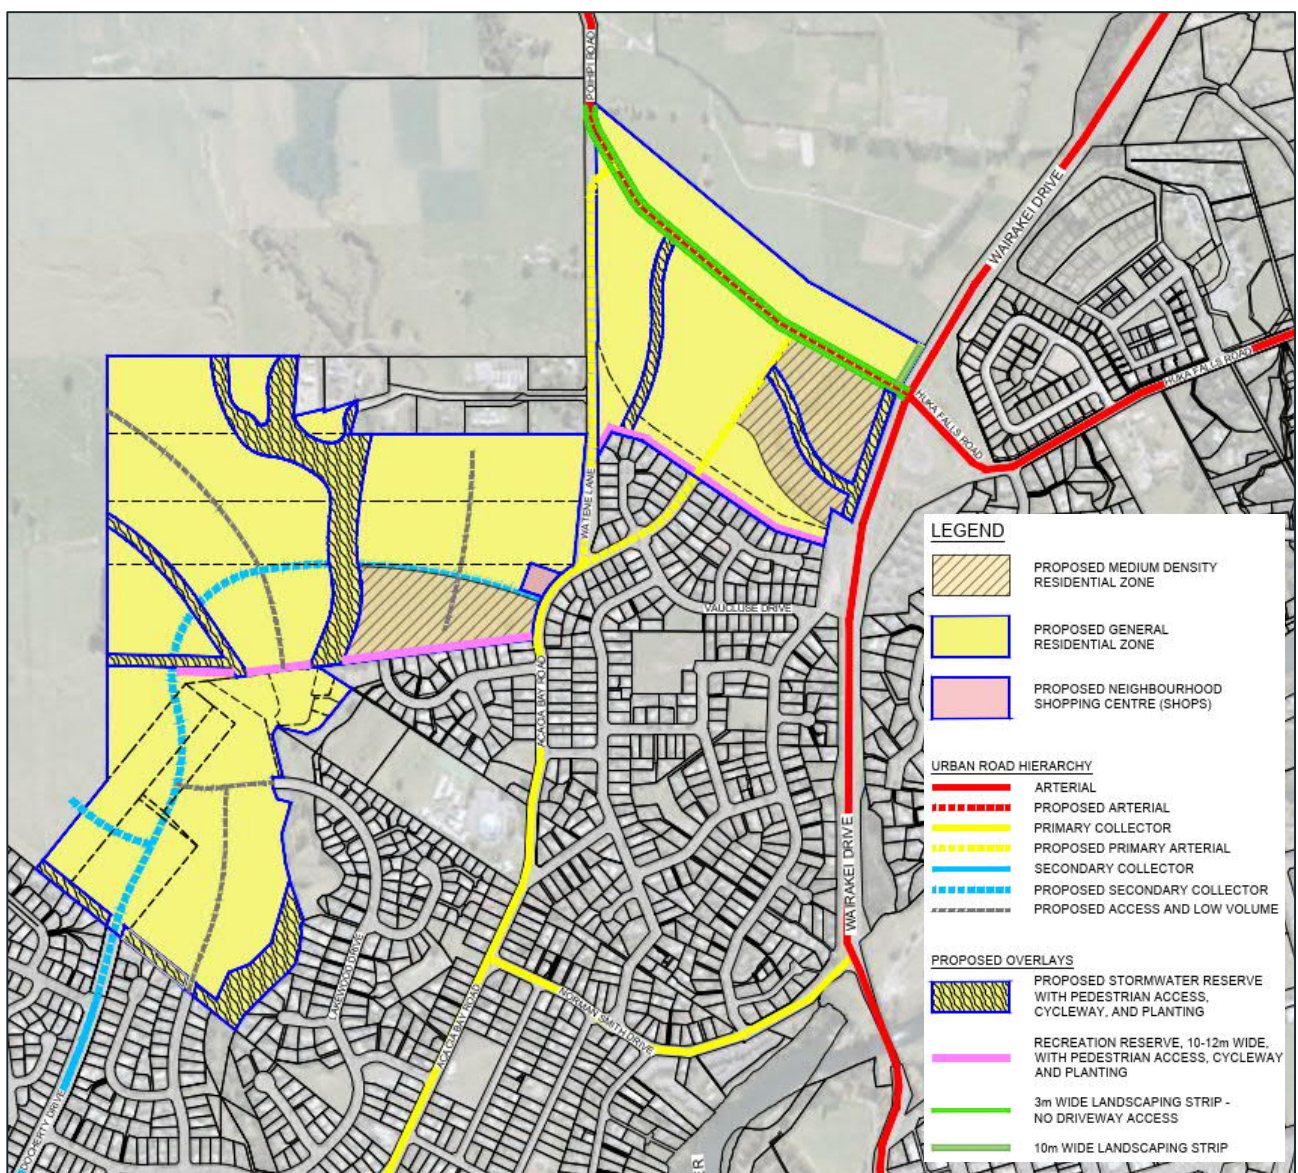 POIHIPI ROAD
WAIRAKEI DRIVE
HUKA FALLS ROAD
HUKA FALLS ROAD
WATENE LANE
VAUCLUSE DRIVE
ACACIA BAY ROAD
WAIRAKEI DRIVE
LAKEWOOD DRIVE
ACACIA BAY ROAD
NORMAN SMITH DRIVE
DOCHERTY DRIVE
LEGEND
PROPOSED MEDIUM DENSITY
RESIDENTIAL ZONE
PROPOSED GENERAL
RESIDENTIAL ZONE
PROPOSED NEIGHBOURHOOD
SHOPPING CENTRE (SHOPS)
URBAN ROAD HIERARCHY
ARTERIAL
PROPOSED ARTERIAL
PRIMARY COLLECTOR
PROPOSED PRIMARY ARTERIAL
SECONDARY COLLECTOR
PROPOSED SECONDARY COLLECTOR
PROPOSED ACCESS AND LOW VOLUME
PROPOSED OVERLAYS
PROPOSED STORMWATER RESERVE
WITH PEDESTRIAN ACCESS,
CYCLEWAY, AND PLANTING
RECREATION RESERVE, 10-12m WIDE,
WITH PEDESTRIAN ACCESS, CYCLEWAY
AND PLANTING
3m WIDE LANDSCAPING STRIP -
NO DRIVEWAY ACCESS
10m WIDE LANDSCAPING STRIP